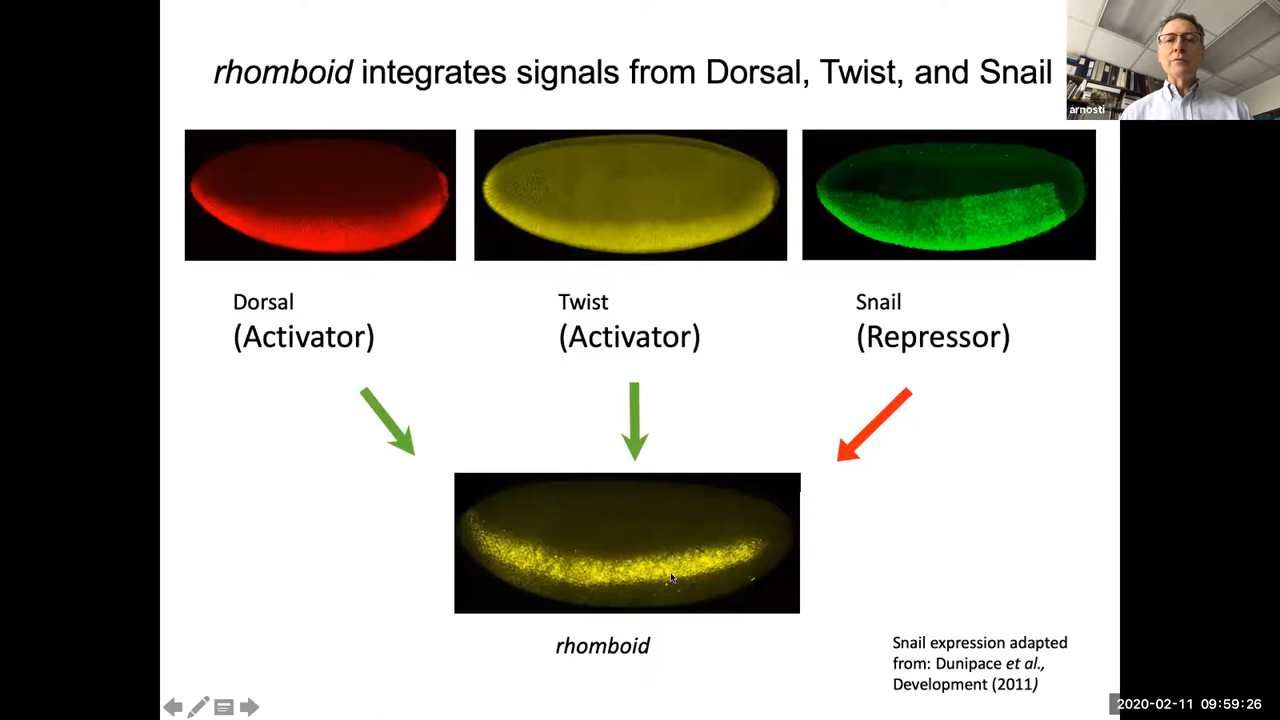 rhomboid integrates signals from Dorsal, Twist, and Snail
arnosti
Dorsal
(Activator)
Twist
(Activator)
Snail
(Repressor)
rhomboid
Snail expression adapted
from: Dunipace et al.,
Development (2011)
2020-02-11 09:59:26